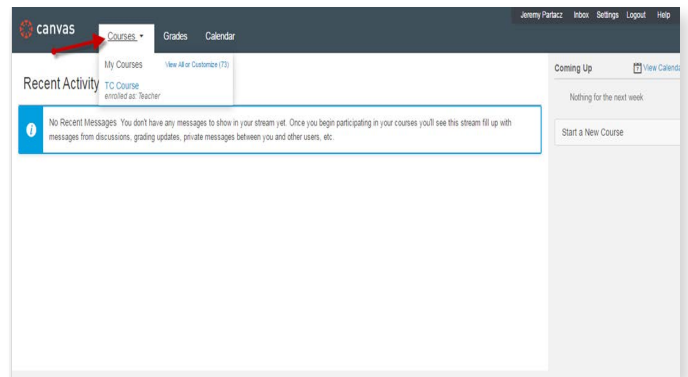 Jeremy Partacz Inbox Settings Logout Help
canvas
Courses Grades Calendar
My Courses View All or Customize (73)
TC Course
enrolled as: Teacher
Recent Activity
No Recent Messages You don't have any messages to show in your stream yet. Once you begin participating in your courses you'll see this stream fill up with
messages from discussions, grading updates, private messages between you and other users, etc.
Coming Up 7 View Calenda
Nothing for the next week
Start a New Course